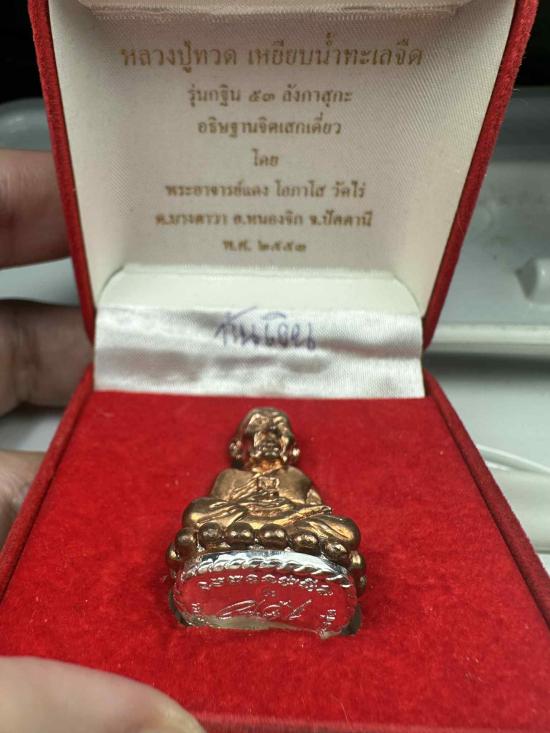 หลวงปู่ทวด เหยียบน้ำทะเลจืด
รุ่นกฐิน ๕๓ ลังกาสุกะ
อธิษฐานจิตเสกเดี่ยว
โดย
พระอาจารย์แดง โอภาโส วัดไร่
ต.บางตาวา อ.หนองจิก จ.ปัตตานี
พ.ศ. ๒๕๕๓
ก้นเงิน